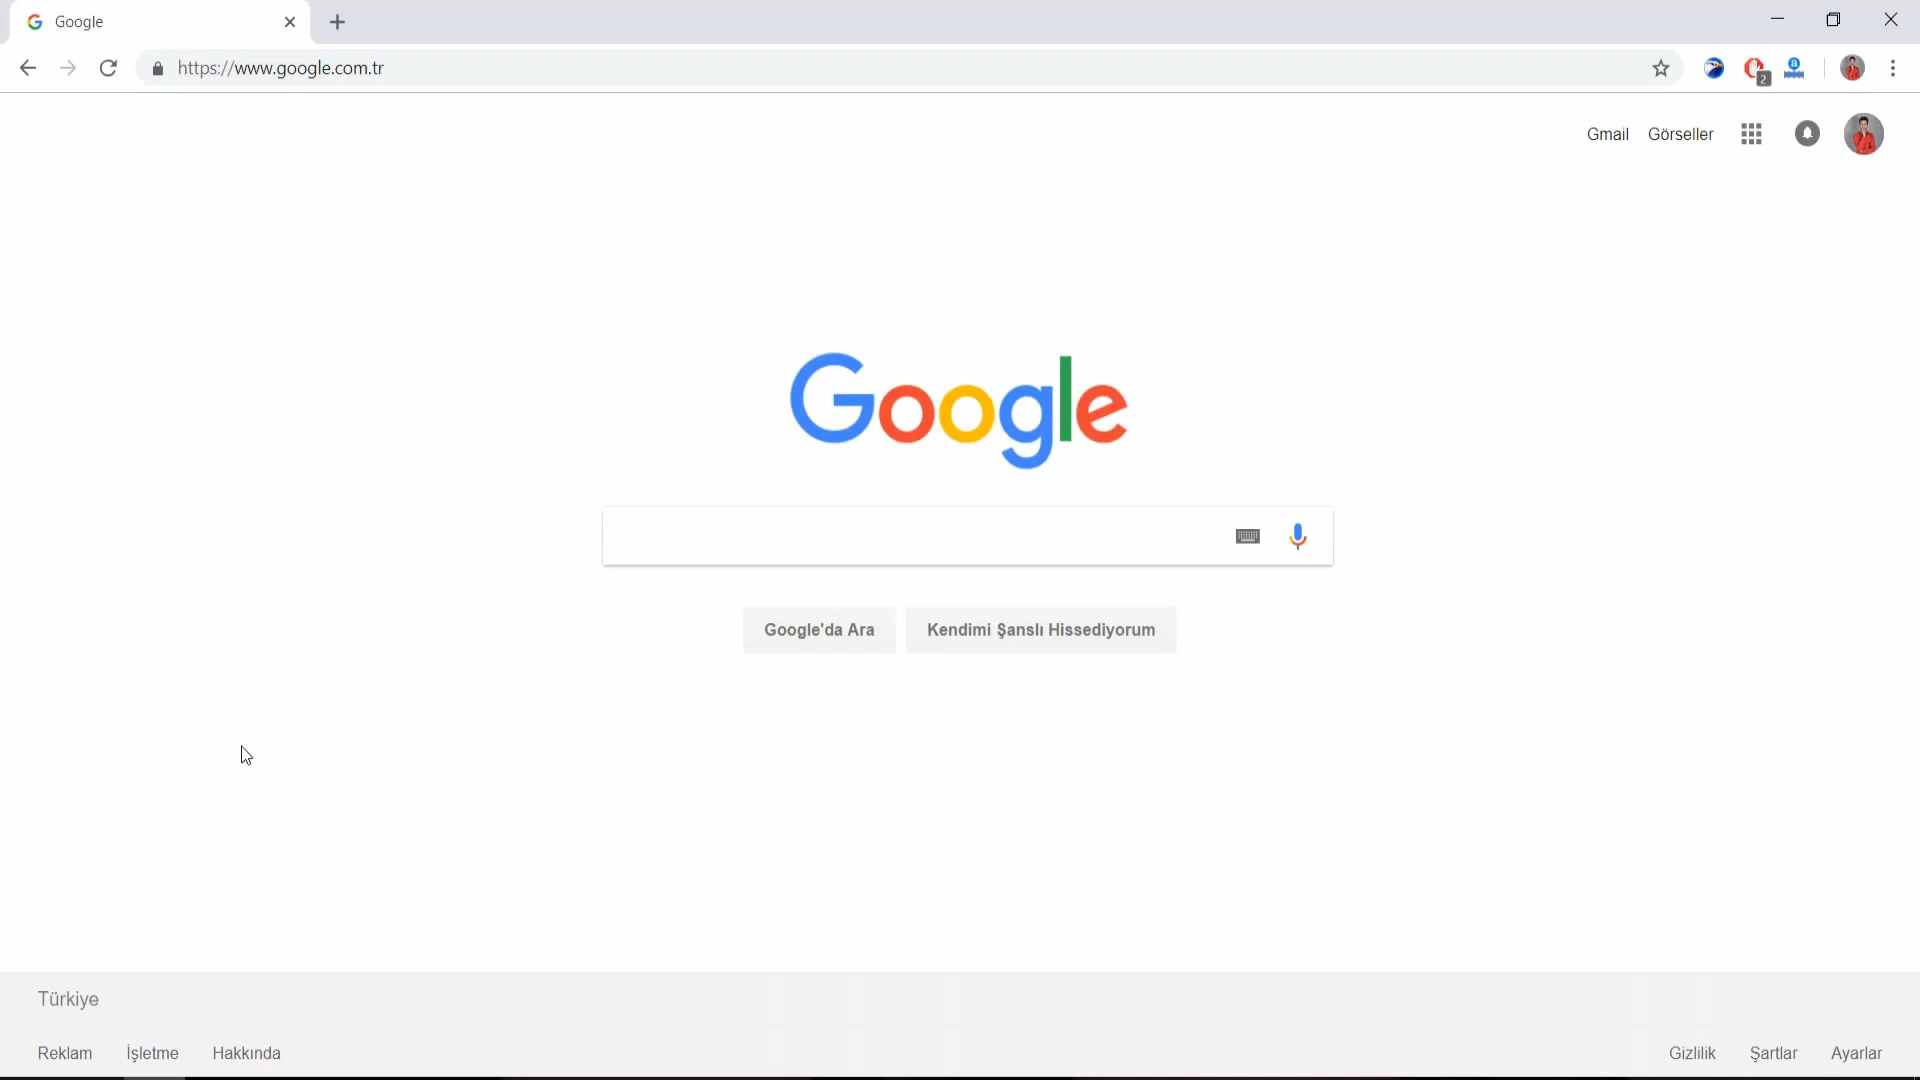 Google
https://www.google.com.tr
2
a
Gmail Görseller
Google
Google'da Ara Kendimi Şanslı Hissediyorum
Türkiye
Reklam İşletme Hakkında Gizlilik Şartlar Ayarlar